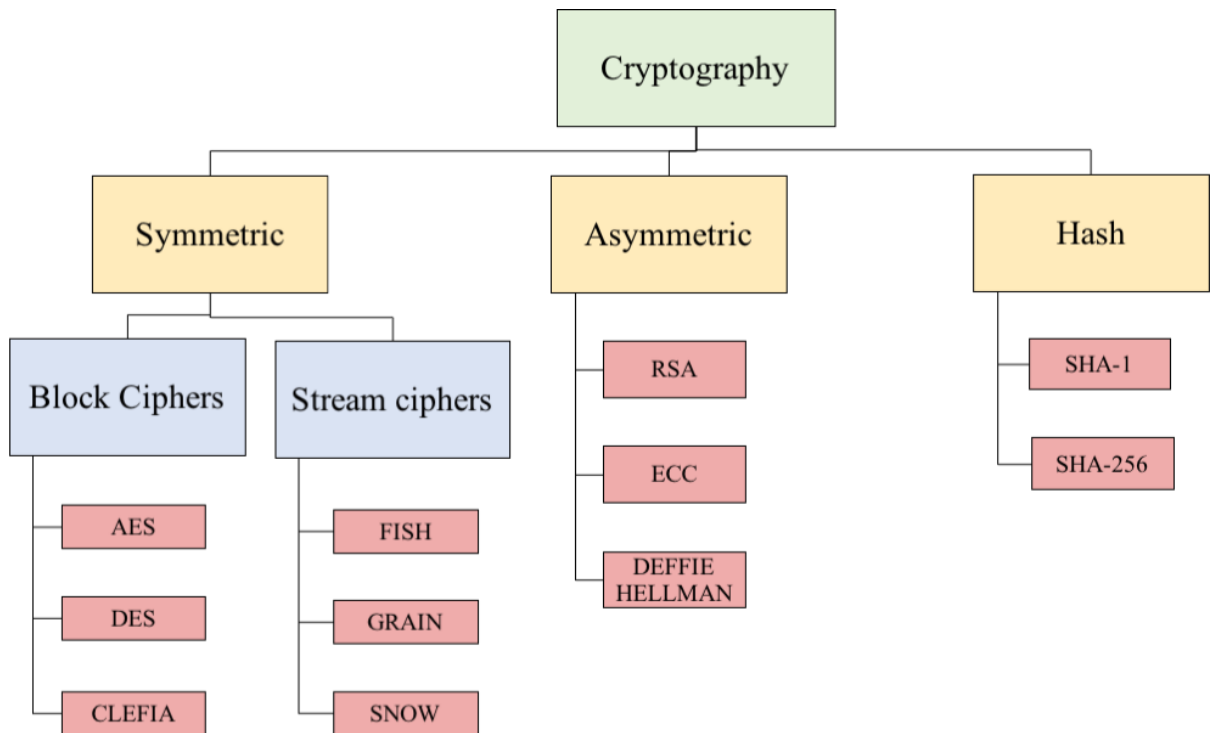 Cryptography
Symmetric
Asymmetric
Hash
Block Ciphers
Stream ciphers
AES
DES
CLEFIA
FISH
GRAIN
SNOW
RSA
ECC
DEFFIE
HELLMAN
SHA-1
SHA-256